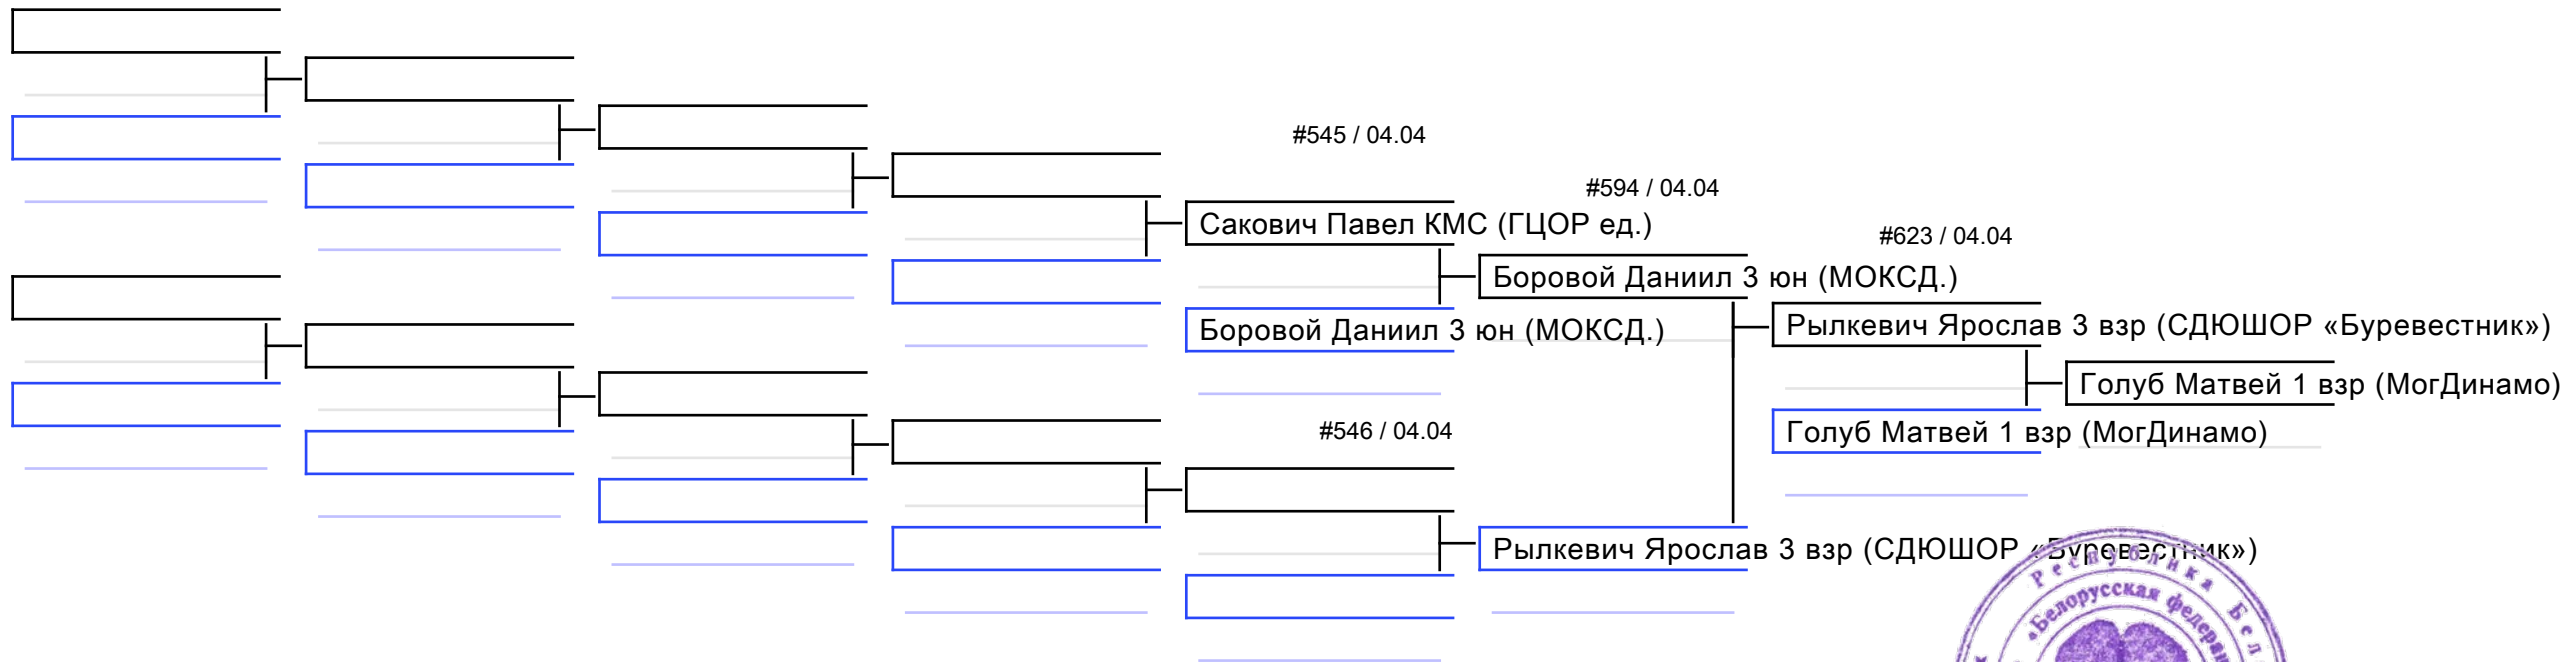 #545 / 04.04
#594 / 04.04
Сакович Павел КМС (ГЦОР ед.)
#623 / 04.04
Боровой Даниил 3 юн (МОКСД.)
Боровой Даниил 3 юн (МОКСД.)
Рылкевич Ярослав 3 взр (СДЮШОР «Буревестник»)
Голуб Матвей 1 взр (МогДинамо)
#546 / 04.04
Голуб Матвей 1 взр (МогДинамо)
Рылкевич Ярослав 3 взр (СДЮШОР «Буревестник»)
Республика
«Белорусская